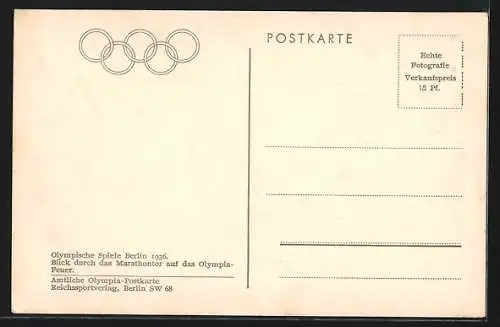 POSTKARTE
Echte
Fotografie
Verkaufspreis
15 Pf.
Olympische Spiele Berlin 1936.
Blick durch das Marathontor auf das Olympia-
Feuer.
Amtliche Olympia-Postkarte
Reichssportverlag, Berlin SW 68